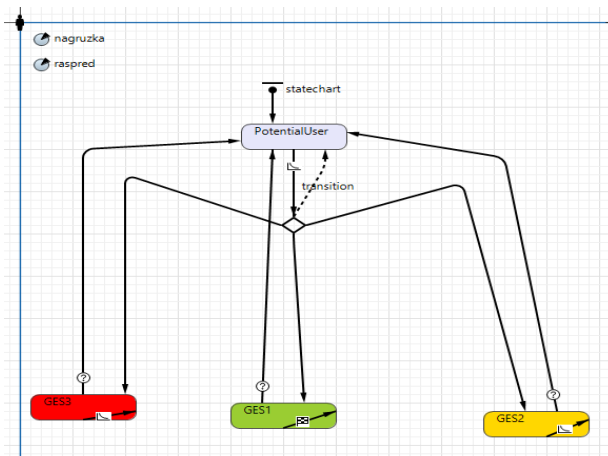 nagruzka
raspred
statechart
PotentialUser
transition
?
?
?
GES3
GES1
GES2